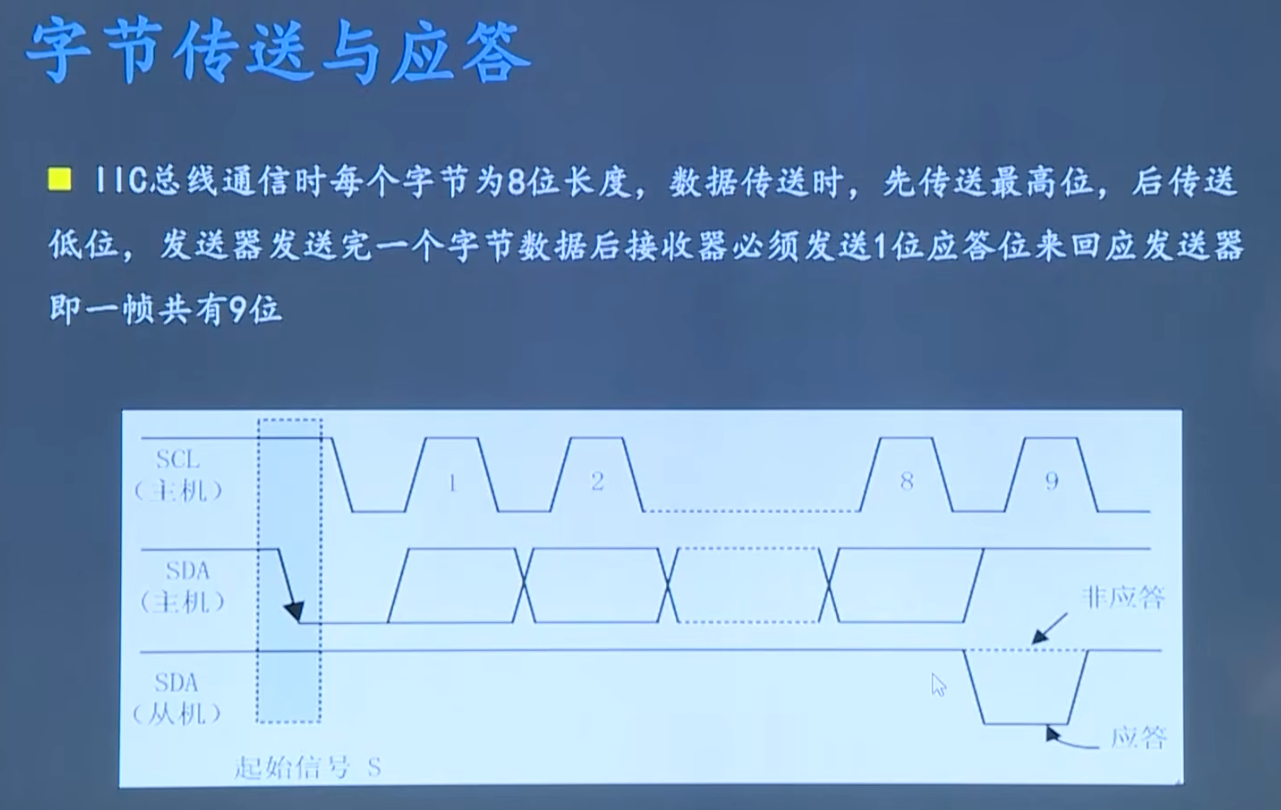 字节传送与应答
IIC总线通信时每个字节为8位长度，数据传送时，先传送最高位，后传送
低位，发送器发送完一个字节数据后接收器必须发送1位应答位来回应发送器
即一帧共有9位
SCL
（主机）
1
2
8
9
SDA
（主机）
非应答
SDA
（从机）
应答
起始信号 S